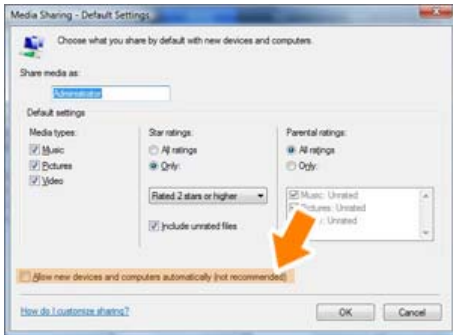 Media Sharing - Default Settings
Choose what you share by default with new devices and computers.
Share media as:
Administrator
Default settings
Media types:
Music
Pictures
Video
Star ratings:
All ratings
Only:
Rated 2 stars or higher
Include unrated files
Parental ratings:
All ratings
Only:
Music: Unrated
Pictures: Unrated
Unrated
Allow new devices and computers automatically (not recommended)
How do I customize sharing?
OK
Cancel